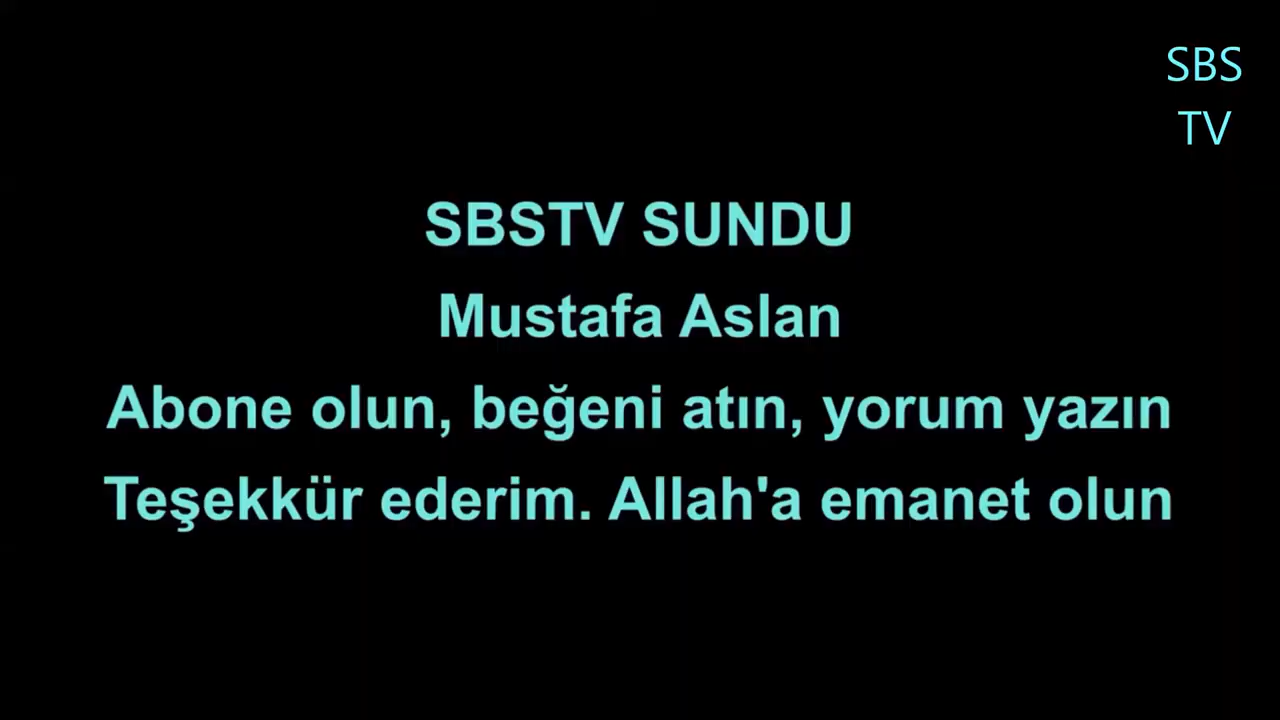 SBS
TV
SBSTV SUNDU
Mustafa Aslan
Abone olun, beğeni atın, yorum yazın
Teşekkür ederim. Allah'a emanet olun